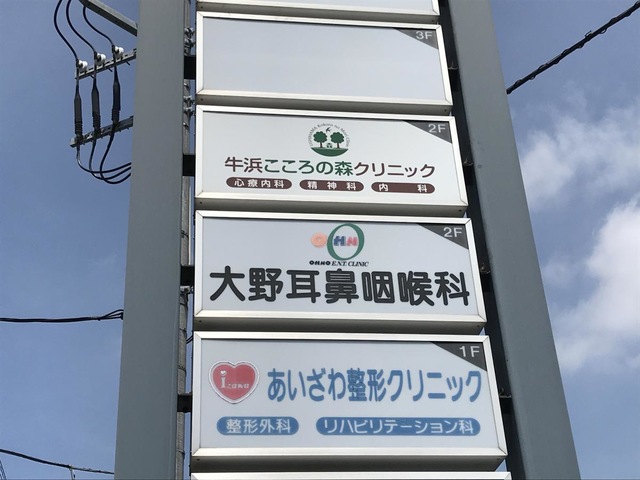 3F
2F
牛浜こころの森クリニック
心療内科 精神科 内科
2F
OHNO E.N.T. CLINIC
大野耳鼻咽喉科
1F
あいざわ整形クリニック
整形外科 リハビリテーション科